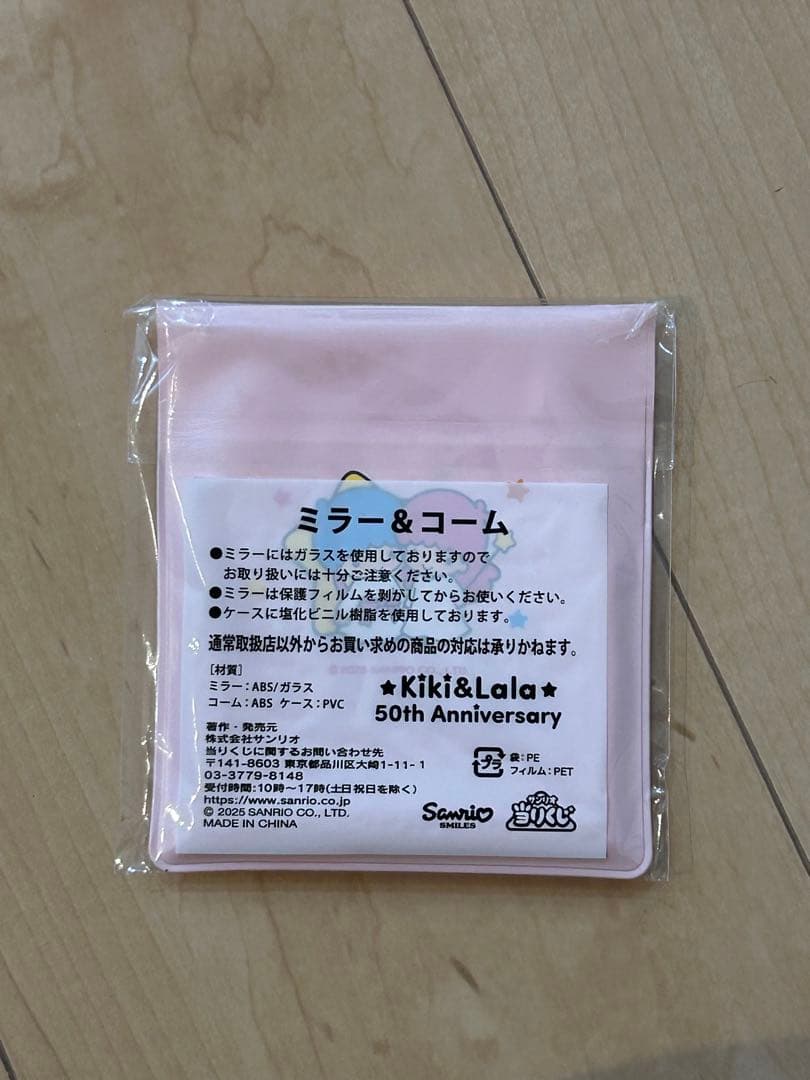 ミラー＆コーム
●ミラーにはガラスを使用しておりますので
お取り扱いには十分ご注意ください。
●ミラーは保護フィルムを剥がしてからお使いください。
●ケースに塩化ビニル樹脂を使用しております。
通常取扱店以外からお買い求めの商品の対応は承りかねます。
[材質]
ミラー：ABS/ガラス
コーム：ABS ケース：PVC
★Kiki&Lala★
50th Anniversary
著作・発売元
株式会社サンリオ
当りくじに関するお問い合わせ先
〒141-8603 東京都品川区大崎1-11-1
03-3779-8148
受付時間:10時〜17時(土日祝日を除く)
https://www.sanrio.co.jp
© 2025 SANRIO CO., LTD.
MADE IN CHINA
プラ
袋：PE
フィルム：PET
Sanrio
SMILES
サンリオ
当りくじ